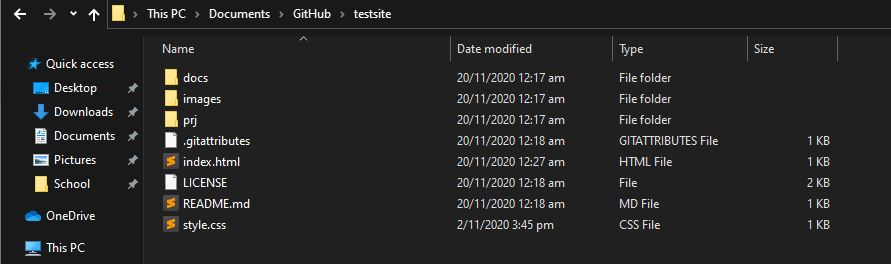 This PC > Documents > GitHub > testsite
Name Date modified Type Size
Quick access
Desktop
Downloads
Documents
Pictures
School
OneDrive
This PC
docs 20/11/2020 12:17 am File folder
images 20/11/2020 12:17 am File folder
prj 20/11/2020 12:17 am File folder
.gitattributes 20/11/2020 12:18 am GITATTRIBUTES File 1 KB
index.html 20/11/2020 12:27 am HTML File 1 KB
LICENSE 20/11/2020 12:18 am File 2 KB
README.md 20/11/2020 12:18 am MD File 1 KB
style.css 2/11/2020 3:45 pm CSS File 1 KB